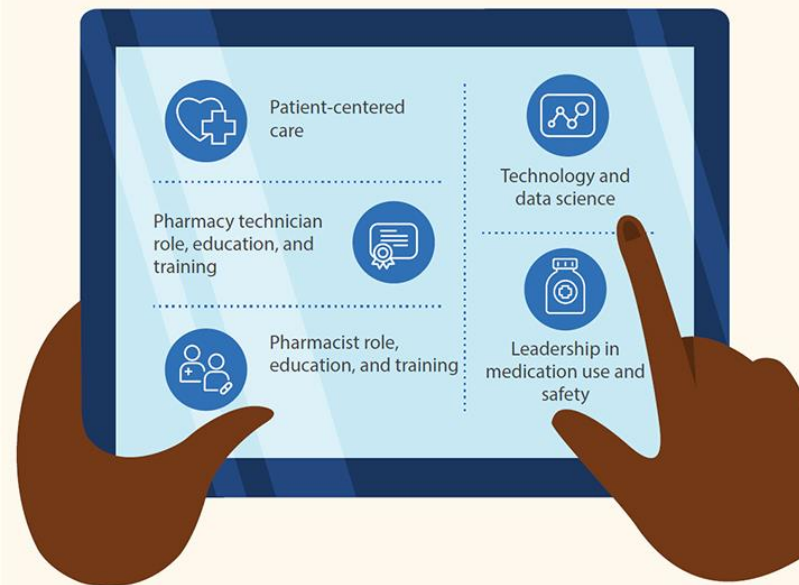 Patient-centered
care
Pharmacy technician
role, education, and
training
Pharmacist role,
education, and training
Technology and
data science
Leadership in
medication use and
safety